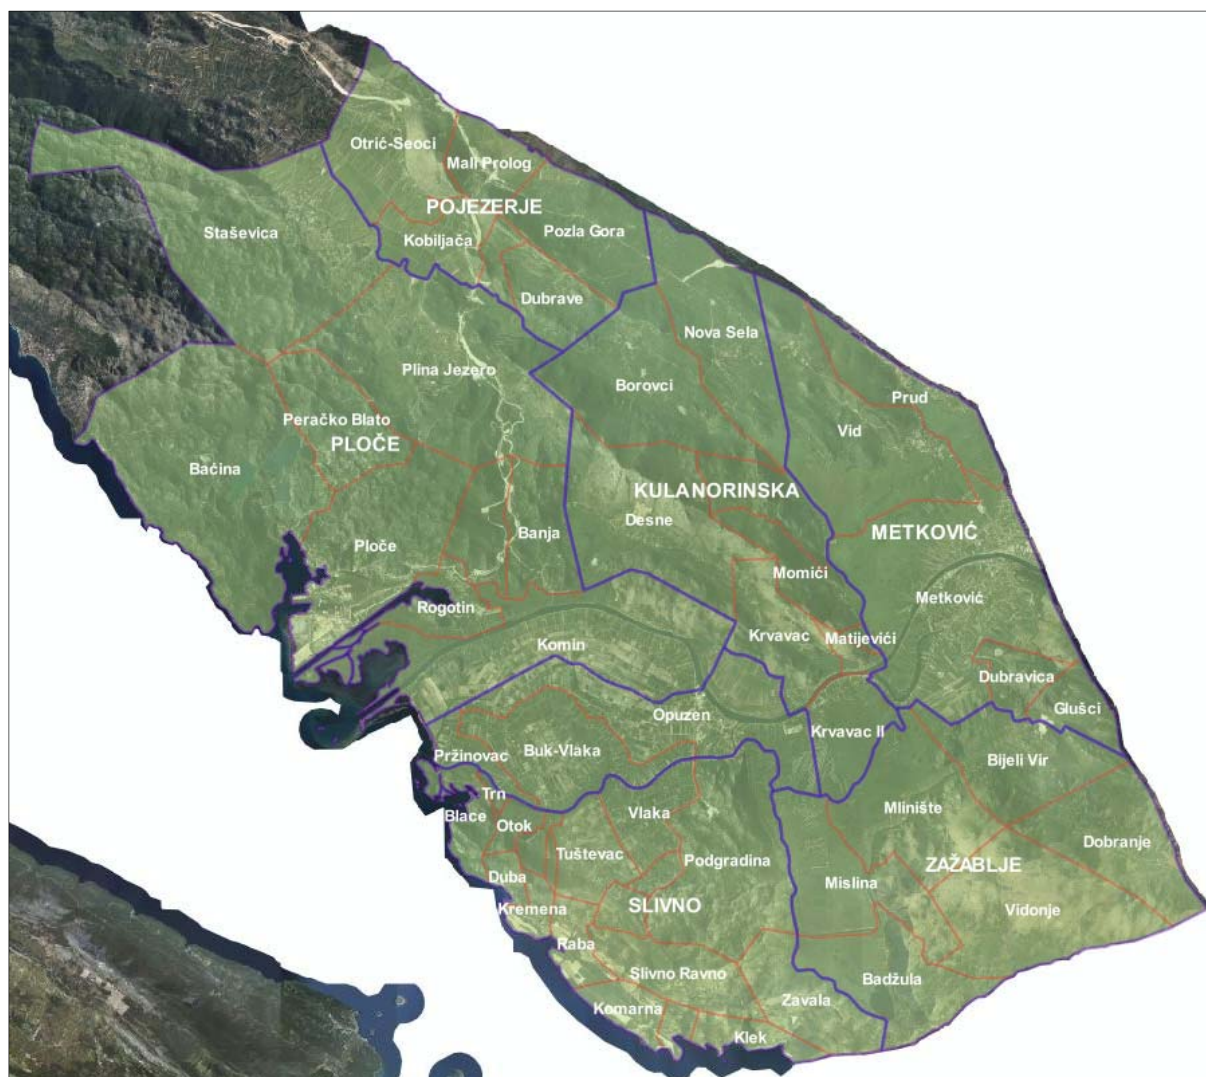 Otrić-Seoci
Mali Prolog
POJEZERJE
Staševica
Kobiljača
Pozla Gora
Dubrave
Nova Sela
Plina Jezero
Borovci
Prud
Peračko Blato
Vid
PLOČE
Baćina
KULA NORINSKA
Desne
Banja
METKOVIĆ
Ploče
Momići
Metković
Rogotin
Krvavac
Matijevići
Komin
Dubravica
Glušci
Opuzen
Krvavac II
Pržinovac
Buk-Vlaka
Bijeli Vir
Trn
Mlinište
Blace
Otok
Vlaka
Tuštevac
Podgradina
Dobranje
ZAŽABLJE
Duba
Mislina
Kremena
SLIVNO
Vidonje
Raba
Slivno Ravno
Badžula
Komarna
Zavala
Klek